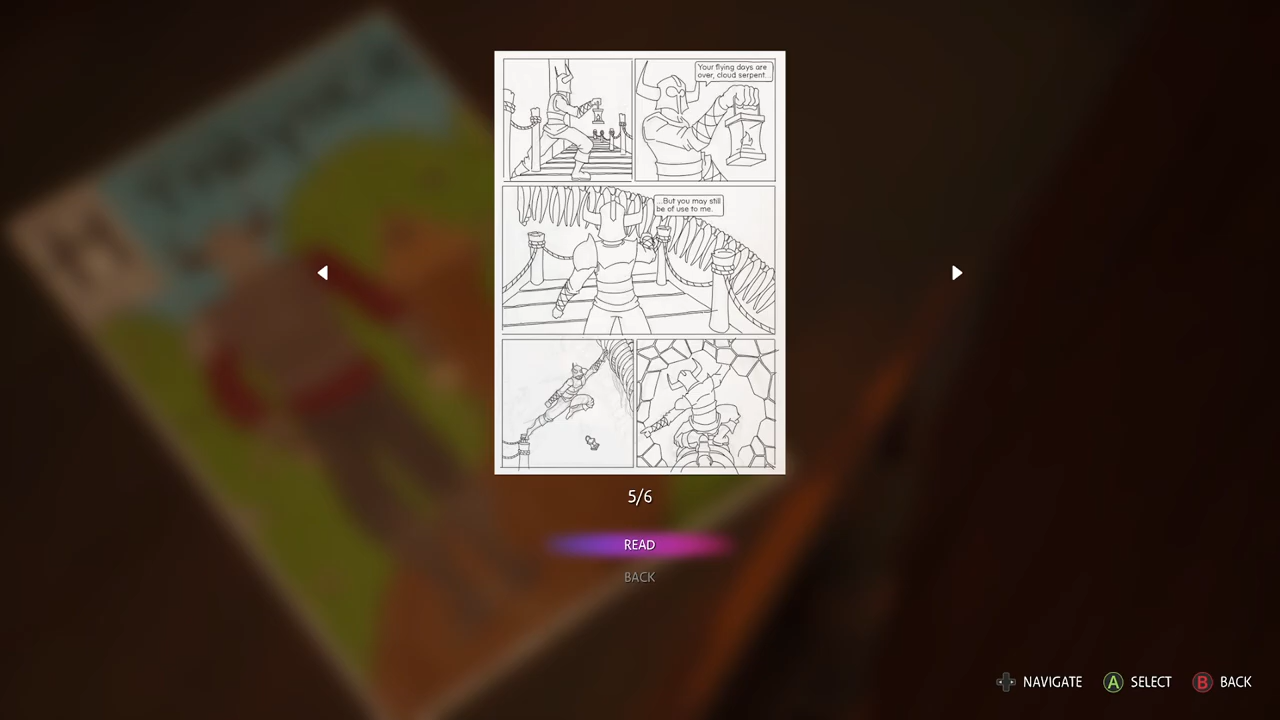 Your flying days are
over, cloud serpent...
...But you may still
be of use to me.
5/6
READ
BACK
NAVIGATE
A SELECT
B BACK